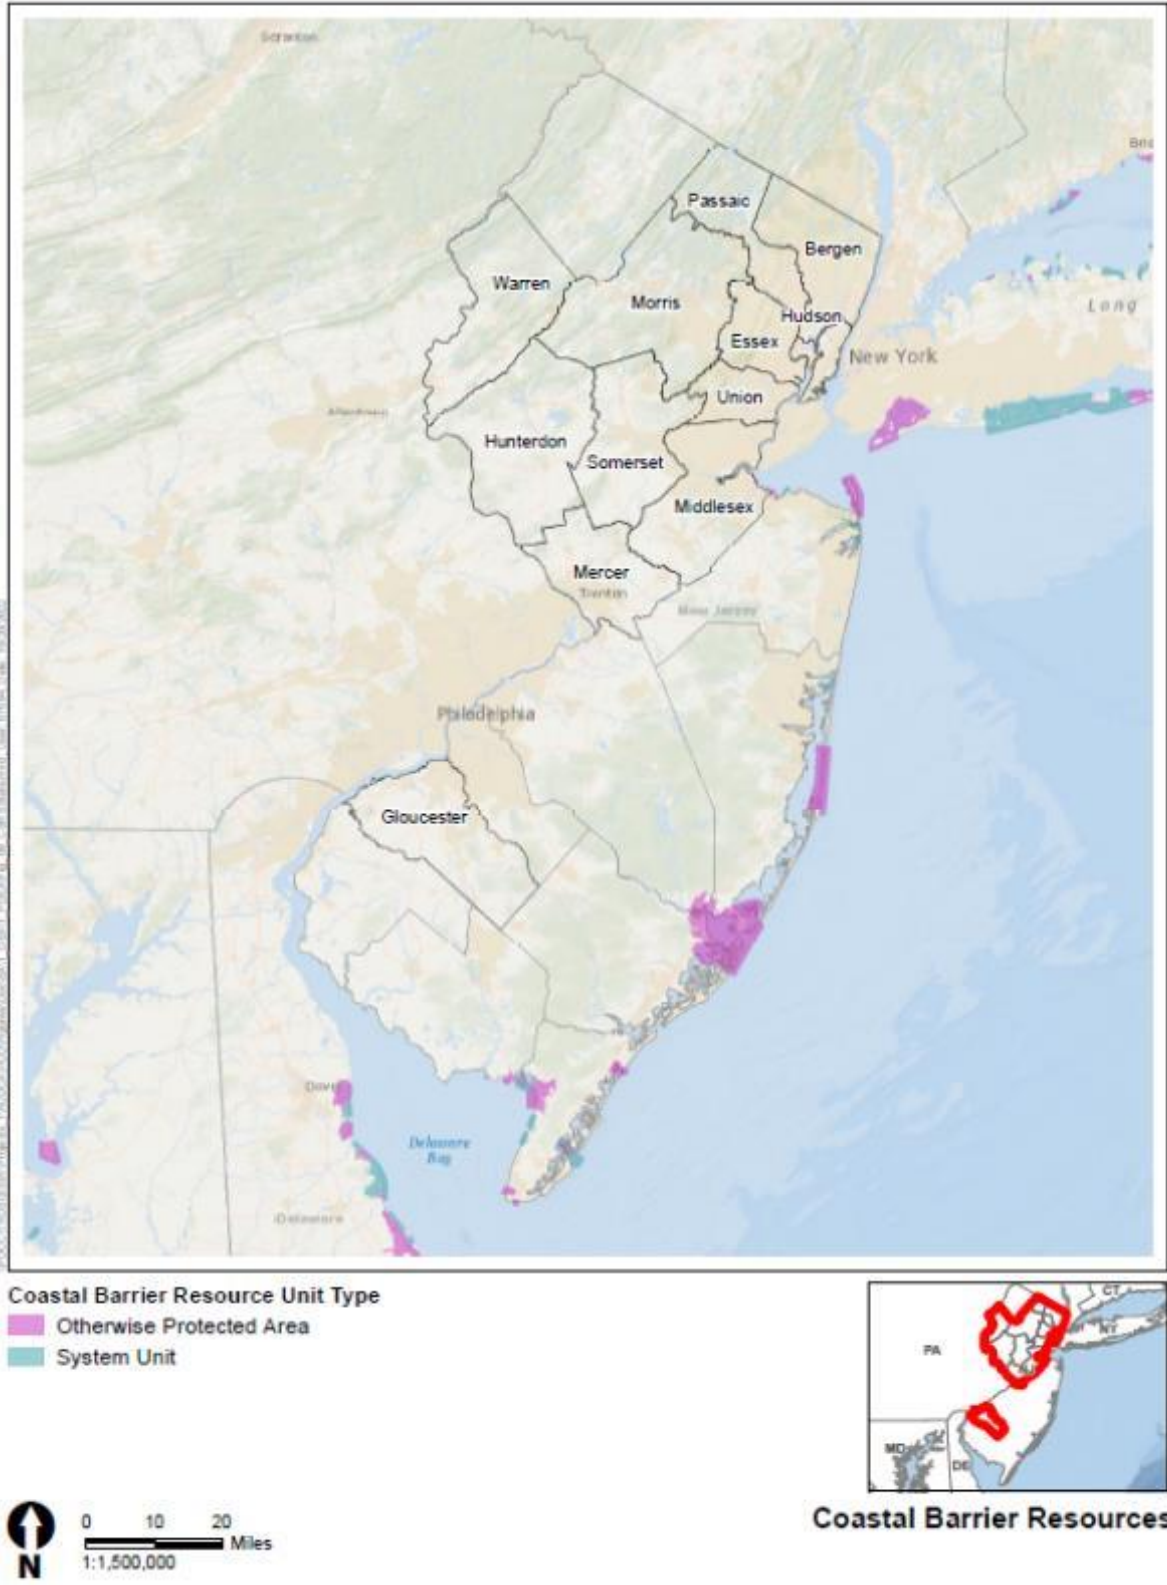 Scranton
Passaic
Bergen
Warren
Morris
Hudson
Long
Essex
New York
Union
Allentown
Hunterdon
Somerset
Middlesex
Mercer
Trenton
New Jersey
Philadelphia
Gloucester
Dover
Delaware
Bay
Delaware
Coastal Barrier Resource Unit Type
Otherwise Protected Area
System Unit
CT
NY
PA
MD
DE
Coastal Barrier Resources
0 10 20
Miles
1:1,500,000
N